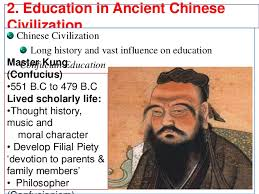 2. Education in Ancient Chinese
Civilization
Chinese Civilization
Long history and vast influence on education
Confucian Education
Master Kung
(Confucius)
•551 B.C to 479 B.C
Lived scholarly life:
•Thought history,
music and
moral character
• Develop Filial Piety
'devotion to parents &
family members'
• Philosopher
(Confucianism)